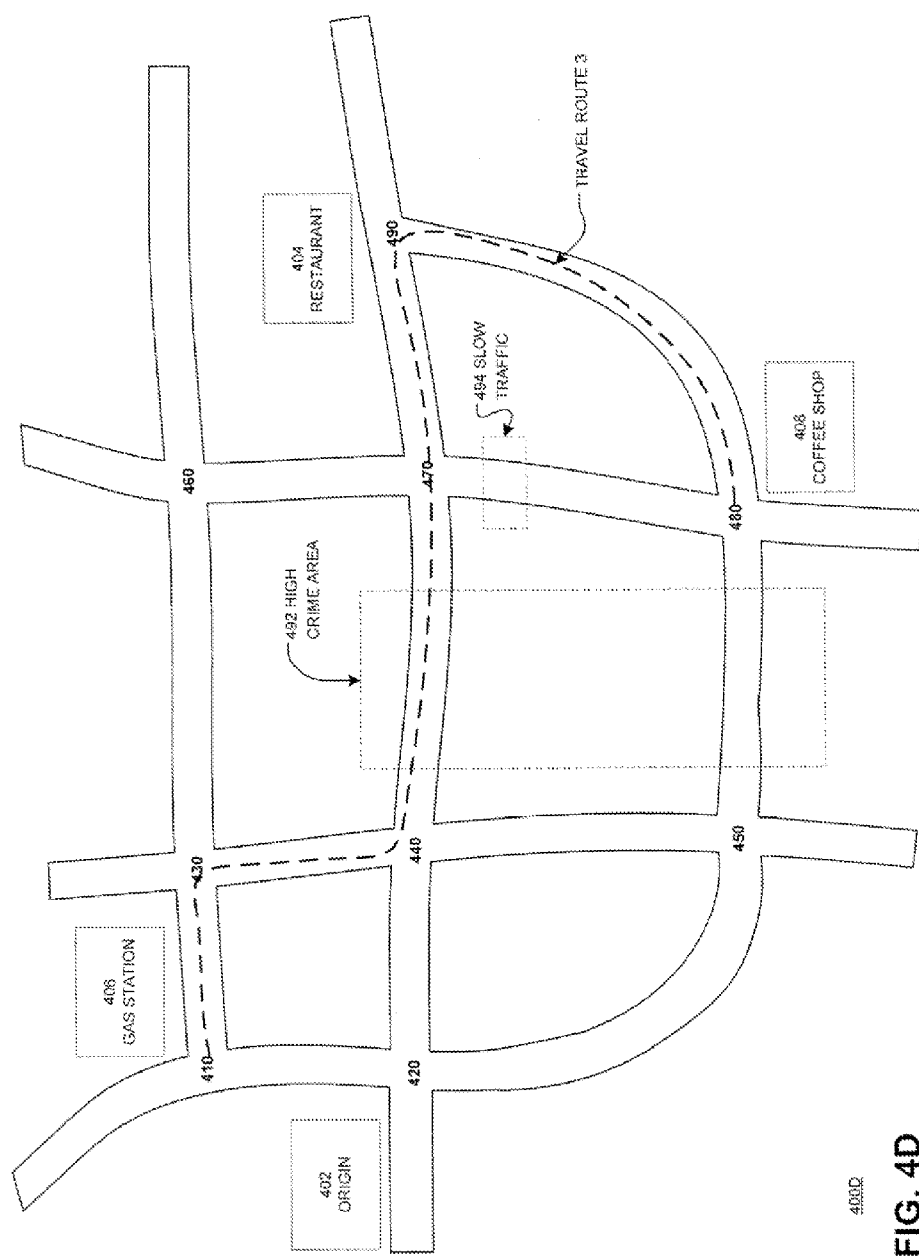 406
GAS STATION
402
ORIGIN
410
430
460
420
440
470
450
480
490
492 HIGH
CRIME AREA
494 SLOW
TRAFFIC
404
RESTAURANT
408
COFFEE SHOP
TRAVEL ROUTE 3
400D
FIG. 4D